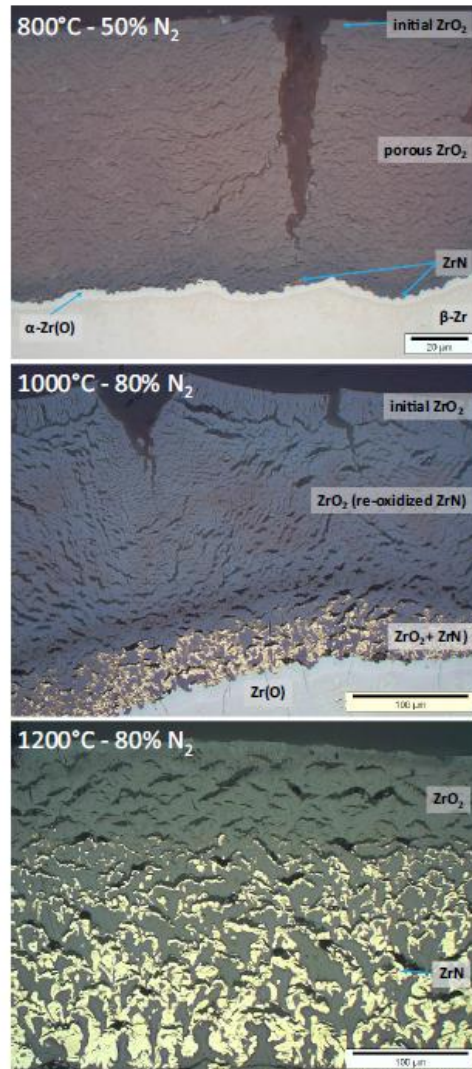 800°C - 50% N₂
initial ZrO₂
porous ZrO₂
ZrN
α-Zr(O)
β-Zr
20 µm
1000°C - 80% N₂
initial ZrO₂
ZrO₂ (re-oxidized ZrN)
ZrO₂+ ZrN)
Zr(O)
100 µm
1200°C - 80% N₂
ZrO₂
ZrN
100 µm